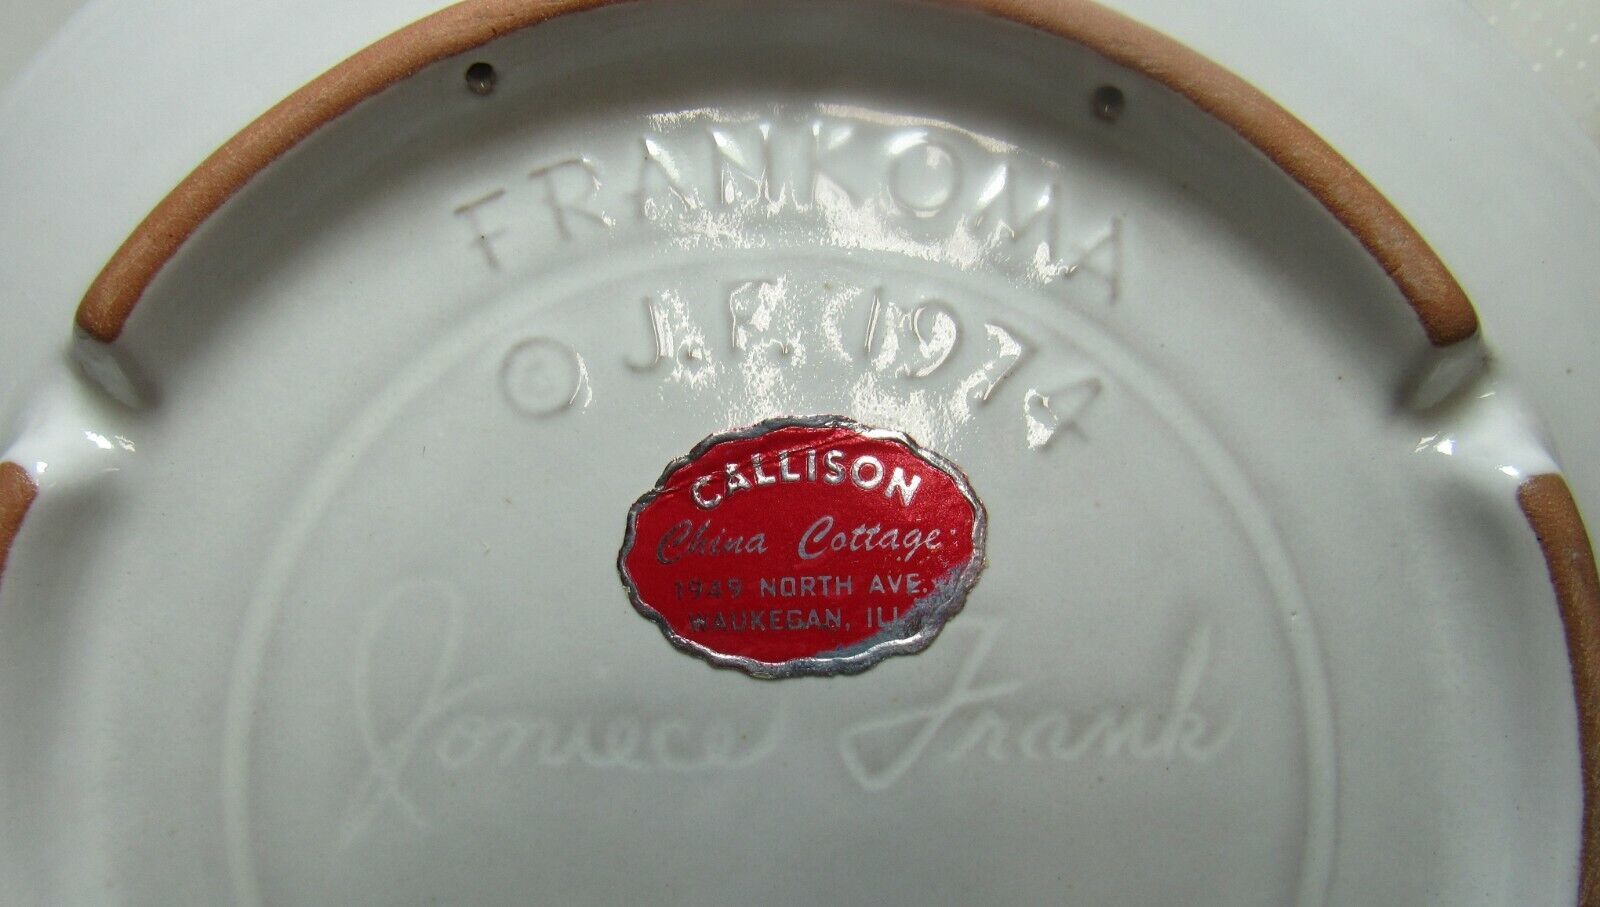 FRANKOMA
© J.F. 1974
CALLISON
China Cottage
1949 NORTH AVE.
WAUKEGAN, ILL.
Joniece Frank